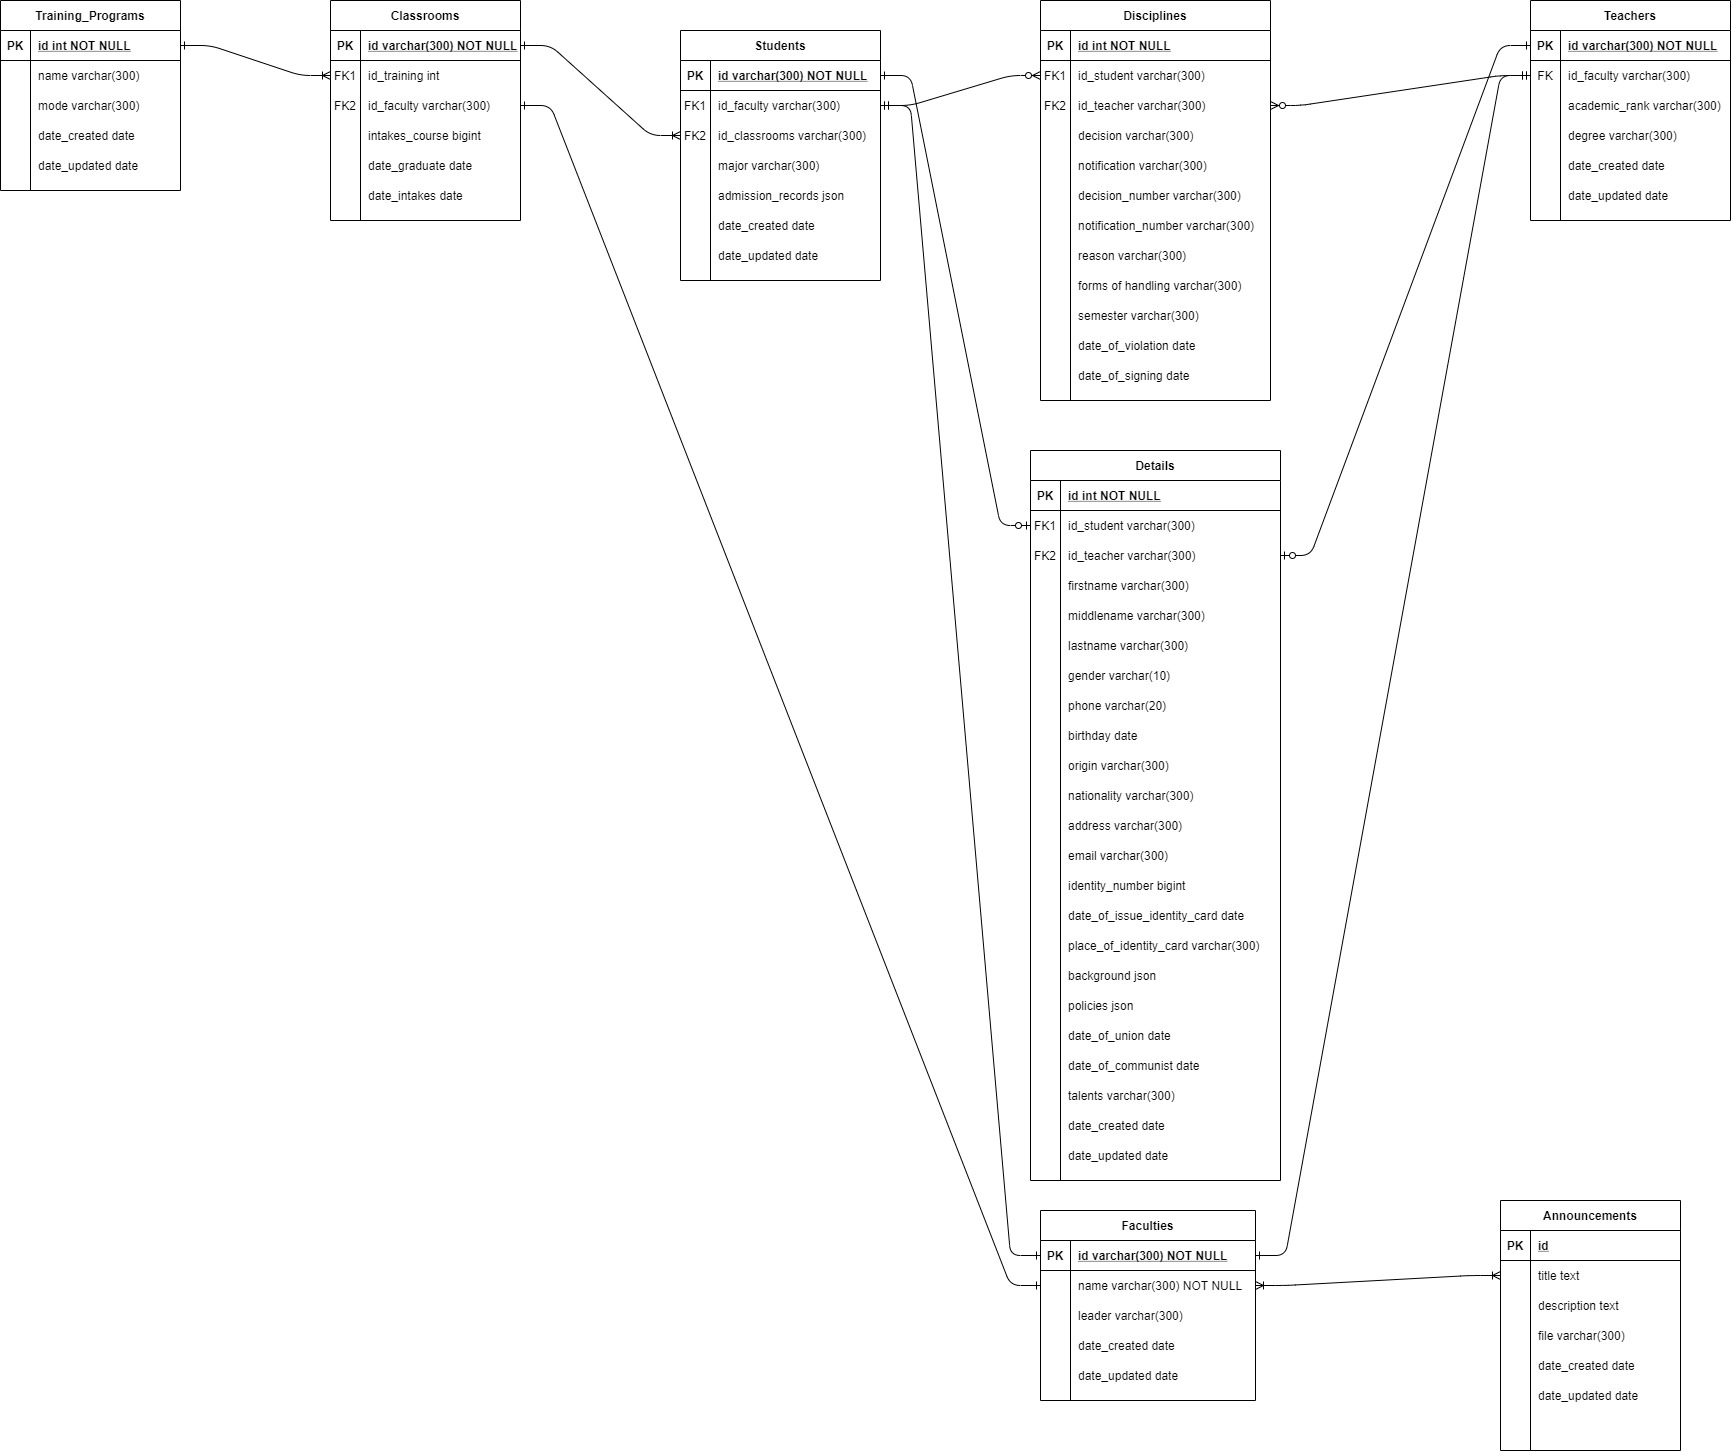 Training_Programs
PK id int NOT NULL
name varchar(300)
mode varchar(300)
date_created date
date_updated date
Classrooms
PK id varchar(300) NOT NULL
FK1 id_training int
FK2 id_faculty varchar(300)
intakes_course bigint
date_graduate date
date_intakes date
Students
PK id varchar(300) NOT NULL
FK1 id_faculty varchar(300)
FK2 id_classrooms varchar(300)
major varchar(300)
admission_records json
date_created date
date_updated date
Disciplines
PK id int NOT NULL
FK1 id_student varchar(300)
FK2 id_teacher varchar(300)
decision varchar(300)
notification varchar(300)
decision_number varchar(300)
notification_number varchar(300)
reason varchar(300)
forms of handling varchar(300)
semester varchar(300)
date_of_violation date
date_of_signing date
Teachers
PK id varchar(300) NOT NULL
FK id_faculty varchar(300)
academic_rank varchar(300)
degree varchar(300)
date_created date
date_updated date
Details
PK id int NOT NULL
FK1 id_student varchar(300)
FK2 id_teacher varchar(300)
firstname varchar(300)
middlename varchar(300)
lastname varchar(300)
gender varchar(10)
phone varchar(20)
birthday date
origin varchar(300)
nationality varchar(300)
address varchar(300)
email varchar(300)
identity_number bigint
date_of_issue_identity_card date
place_of_identity_card varchar(300)
background json
policies json
date_of_union date
date_of_communist date
talents varchar(300)
date_created date
date_updated date
Faculties
PK id varchar(300) NOT NULL
name varchar(300) NOT NULL
leader varchar(300)
date_created date
date_updated date
Announcements
PK id
title text
description text
file varchar(300)
date_created date
date_updated date